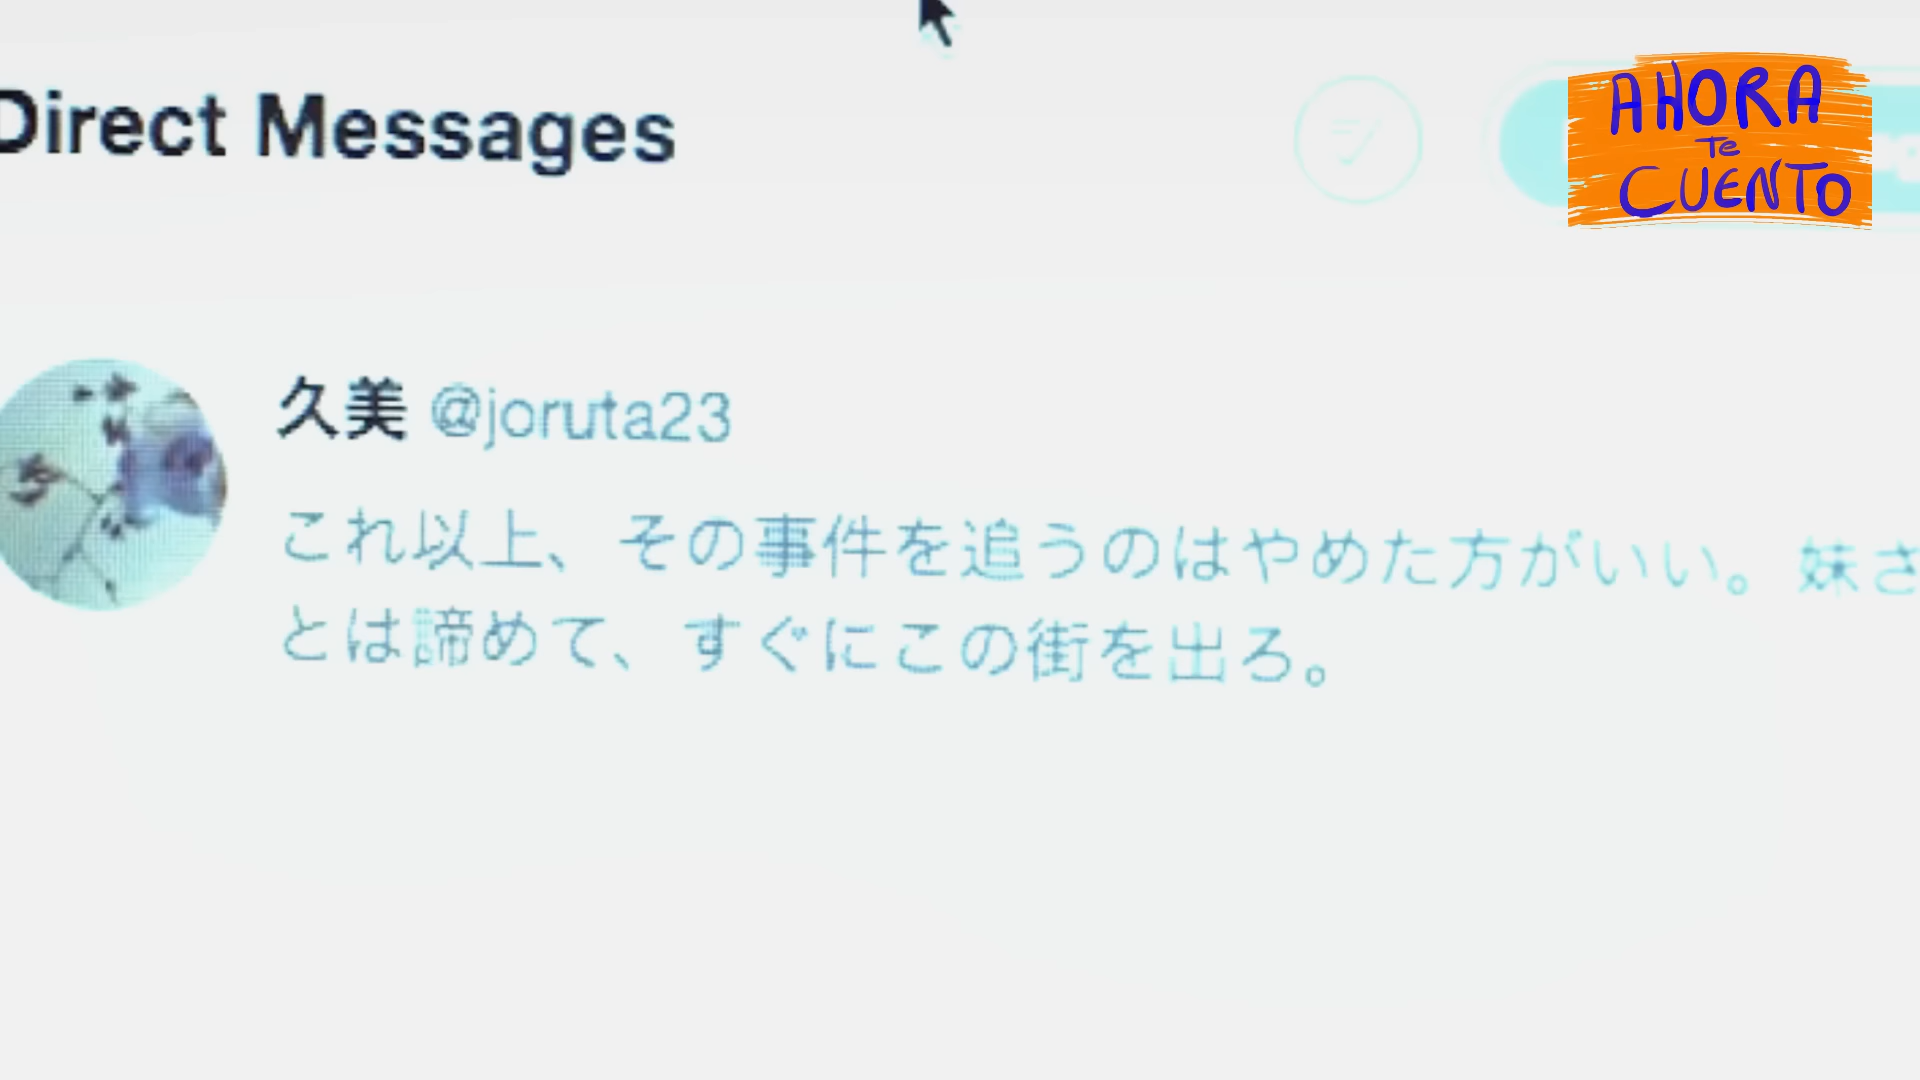 Direct Messages
AHORA
TE
CUENTO
久美 @joruta23
これ以上、その事件を追うのはやめた方がいい。妹さ
とは諦めて、すぐにこの街を出ろ。